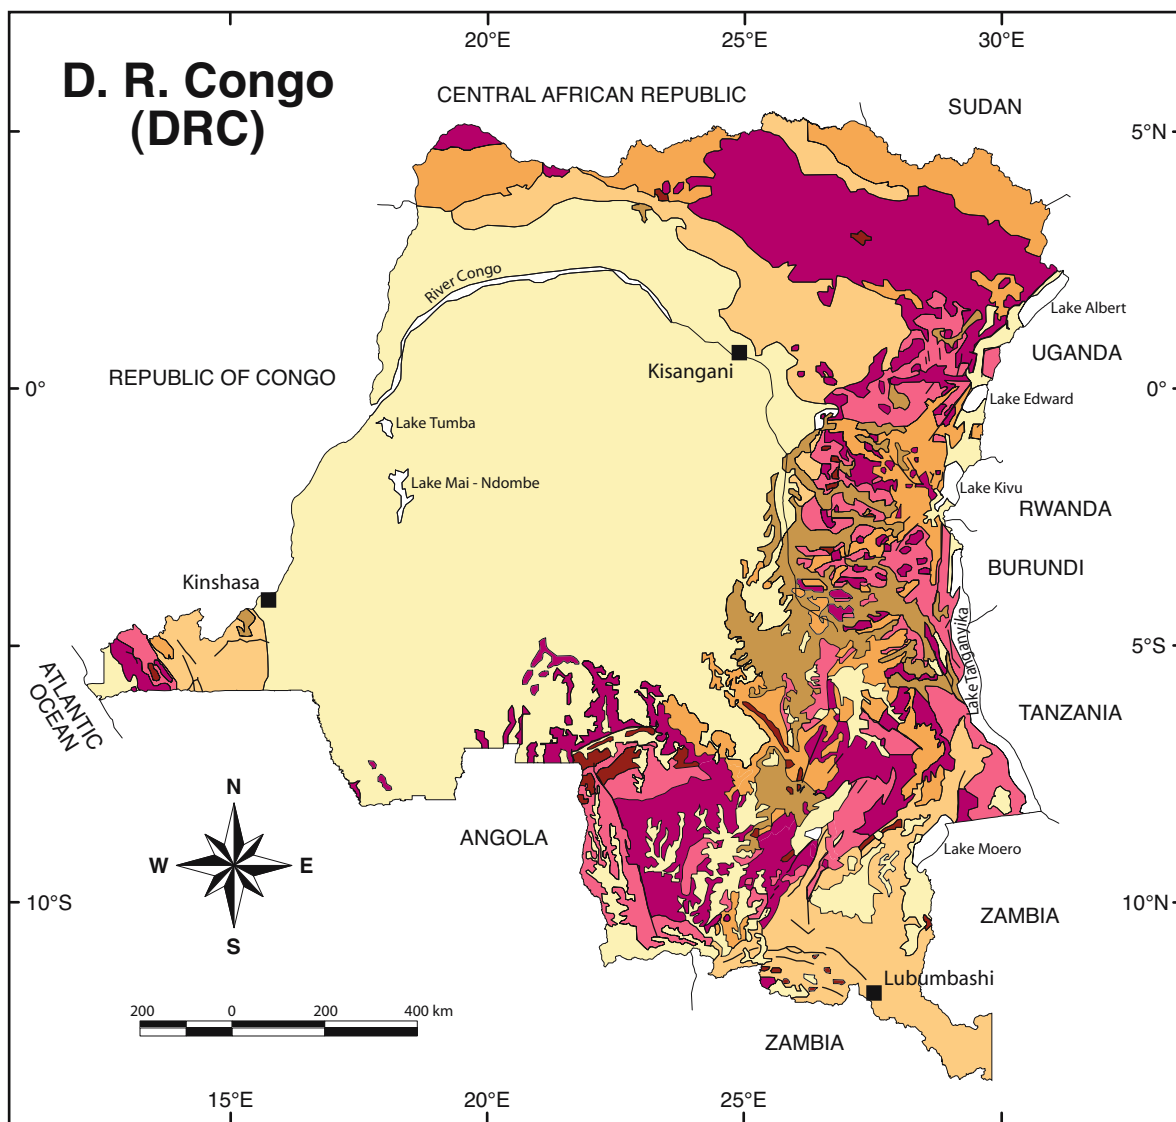 20°E
25°E
30°E
D. R. Congo
(DRC)
CENTRAL AFRICAN REPUBLIC
SUDAN
5°N
River Congo
Lake Albert
UGANDA
Kisangani
REPUBLIC OF CONGO
0°
0°
Lake Edward
Lake Tumba
Lake Mai - Ndombe
Lake Kivu
RWANDA
BURUNDI
Kinshasa
Lake Tanganyika
5°S
ATLANTIC
OCEAN
TANZANIA
N
W
E
S
ANGOLA
Lake Moero
10°S
10°N
ZAMBIA
Lubumbashi
200
0
200
400 km
ZAMBIA
15°E
20°E
25°E